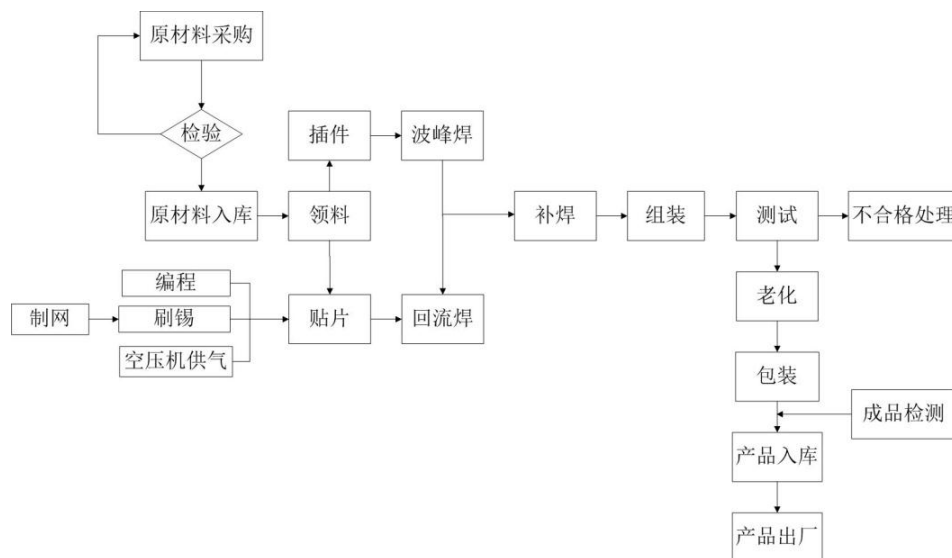 原材料采购
检验
插件
波峰焊
原材料入库
领料
补焊
组装
测试
不合格处理
编程
制网
刷锡
贴片
回流焊
老化
空压机供气
包装
成品检测
产品入库
产品出厂